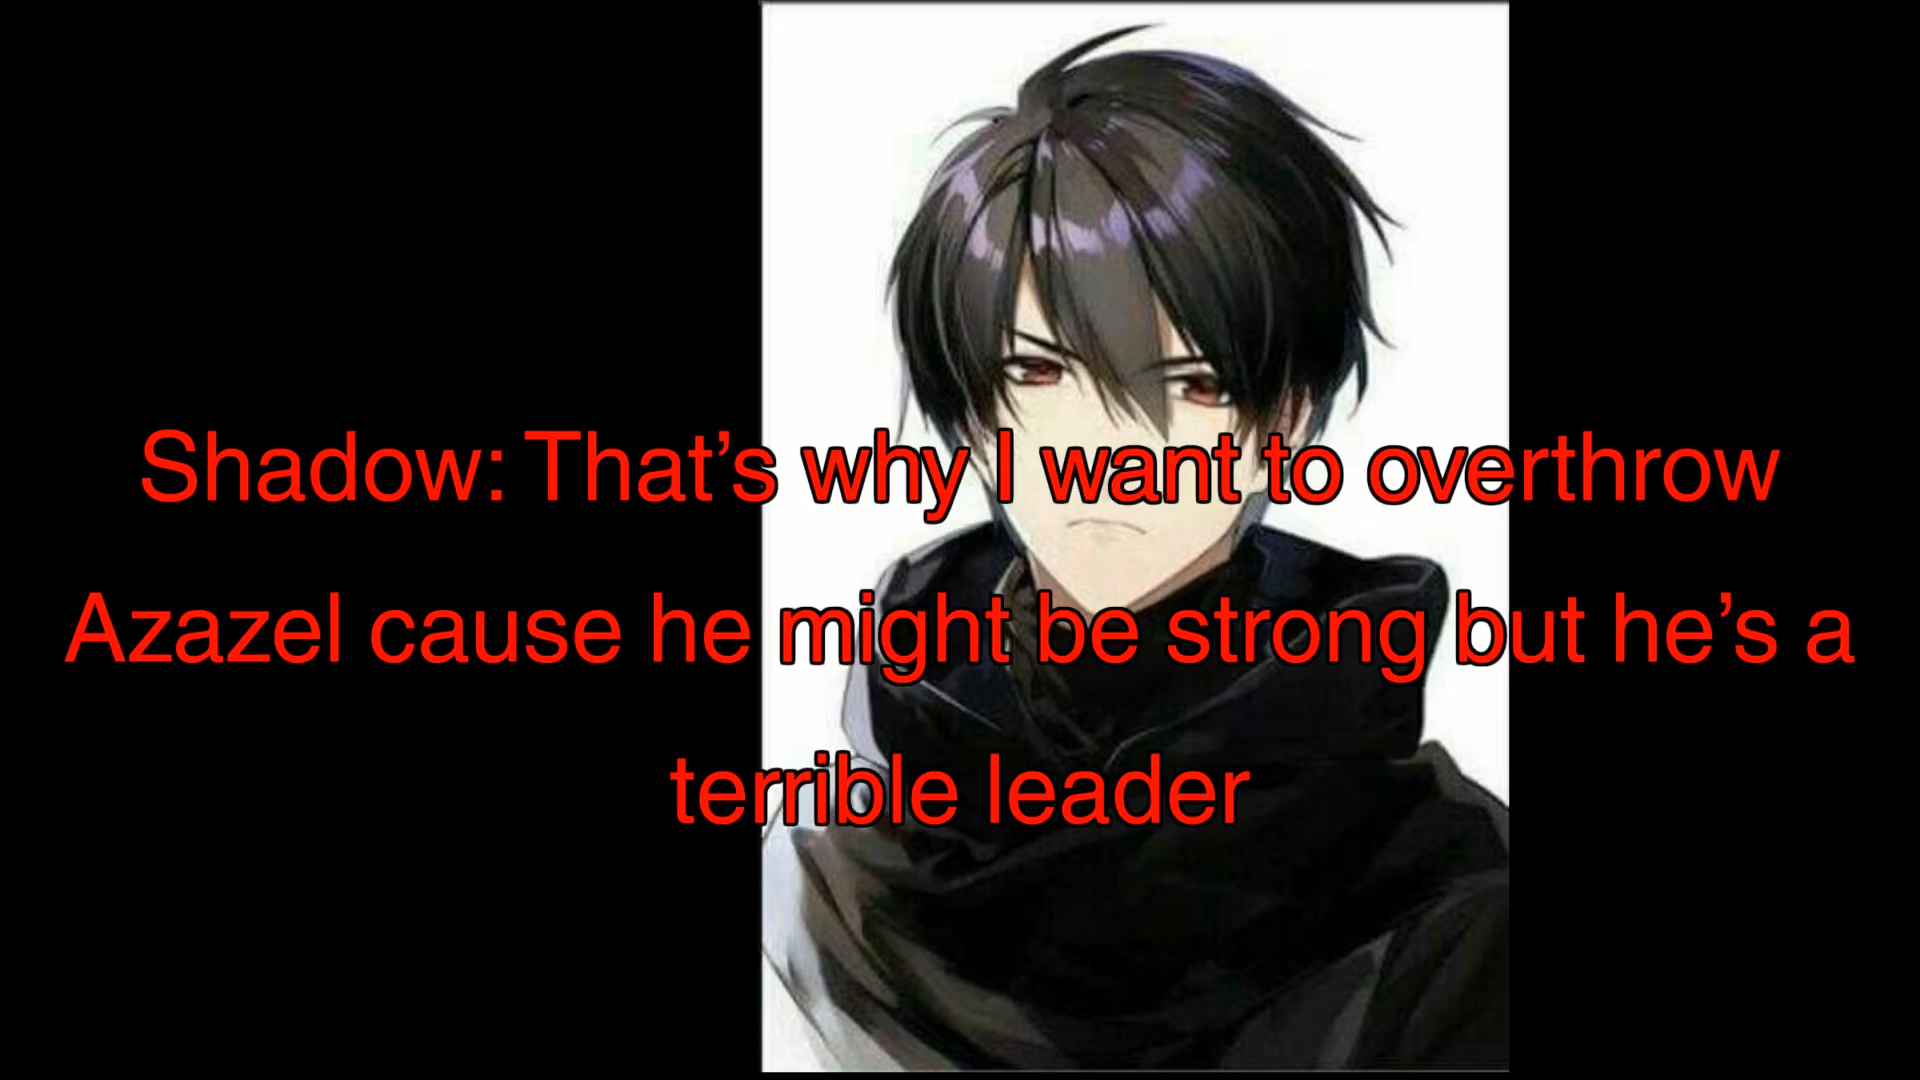 Shadow: That’s why I want to overthrow
Azazel cause he might be strong but he’s a
terrible leader